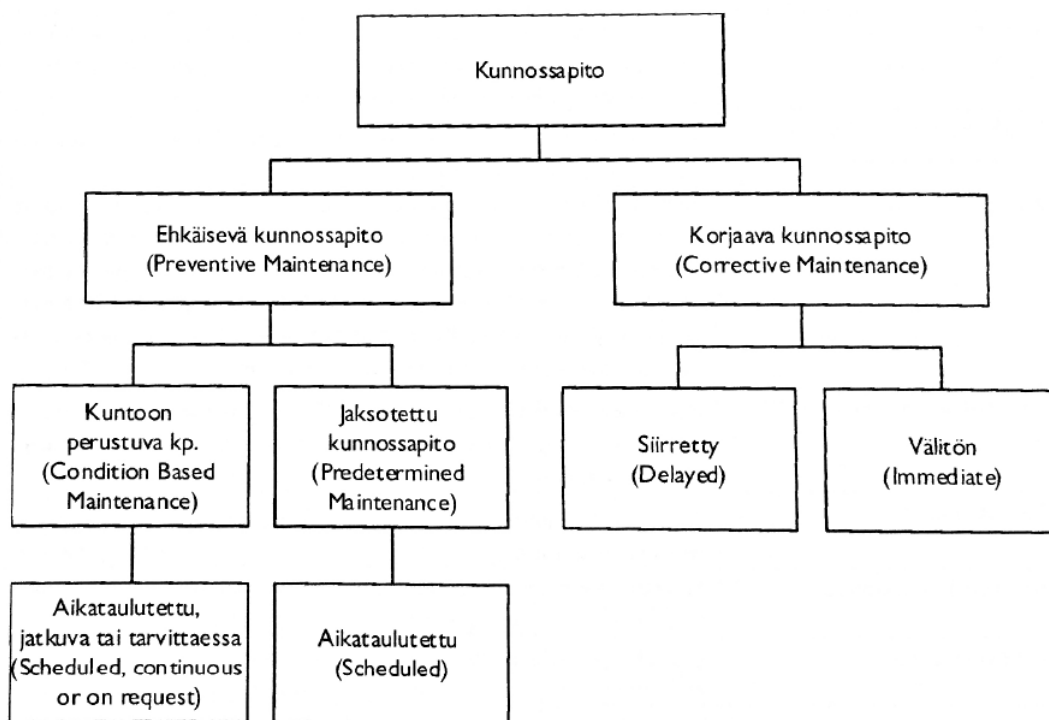 Kunnossapito
Ehkäisevä kunnossapito
(Preventive Maintenance)
Korjaava kunnossapito
(Corrective Maintenance)
Kuntoon
perustuva kp.
(Condition Based
Maintenance)
Jaksotettu
kunnossapito
(Predetermined
Maintenance)
Siirretty
(Delayed)
Välitön
(Immediate)
Aikataulutettu,
jatkuva tai tarvittaessa
(Scheduled, continuous
or on request)
Aikataulutettu
(Scheduled)